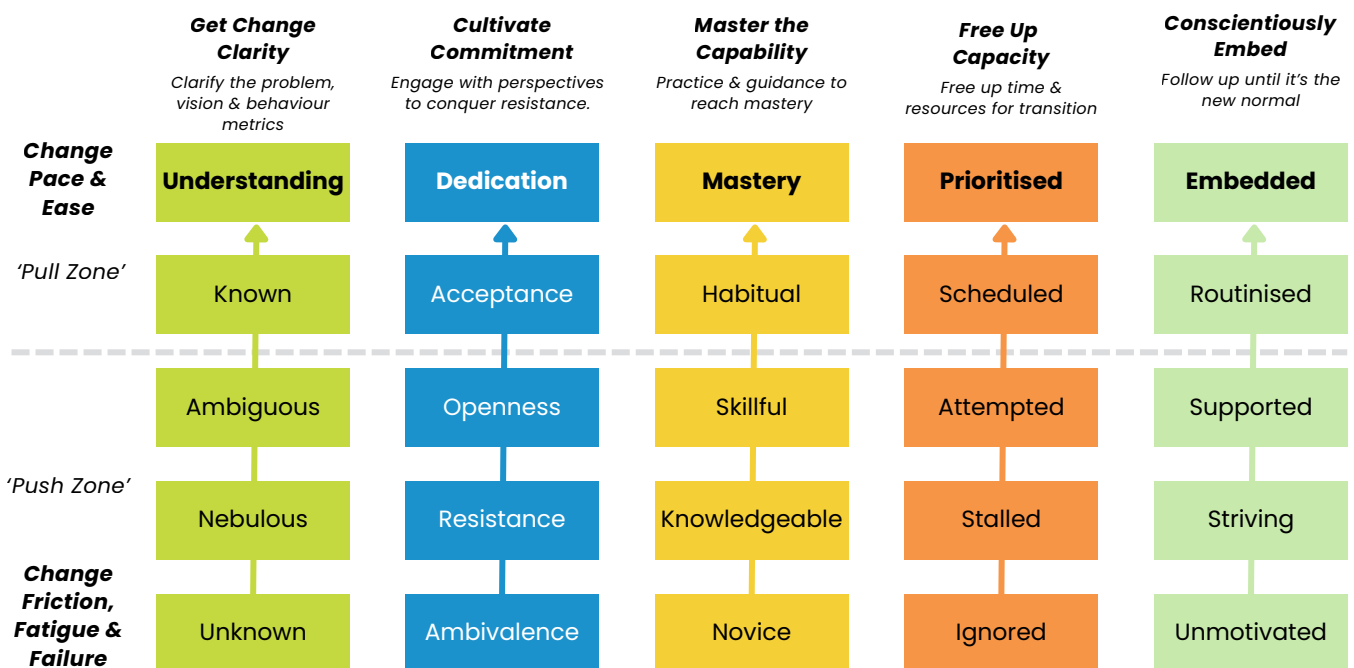 Get Change
Clarity
Clarify the problem,
vision & behaviour
metrics
Cultivate
Commitment
Engage with perspectives
to conquer resistance.
Master the
Capability
Practice & guidance to
reach mastery
Free Up
Capacity
Free up time &
resources for transition
Conscientiously
Embed
Follow up until it's the
new normal
Change
Pace &
Ease
Understanding
Dedication
Mastery
Prioritised
Embedded
‘Pull Zone’
Known
Acceptance
Habitual
Scheduled
Routinised
Ambiguous
Openness
Skillful
Attempted
Supported
‘Push Zone’
Nebulous
Resistance
Knowledgeable
Stalled
Striving
Change
Friction,
Fatigue &
Failure
Unknown
Ambivalence
Novice
Ignored
Unmotivated